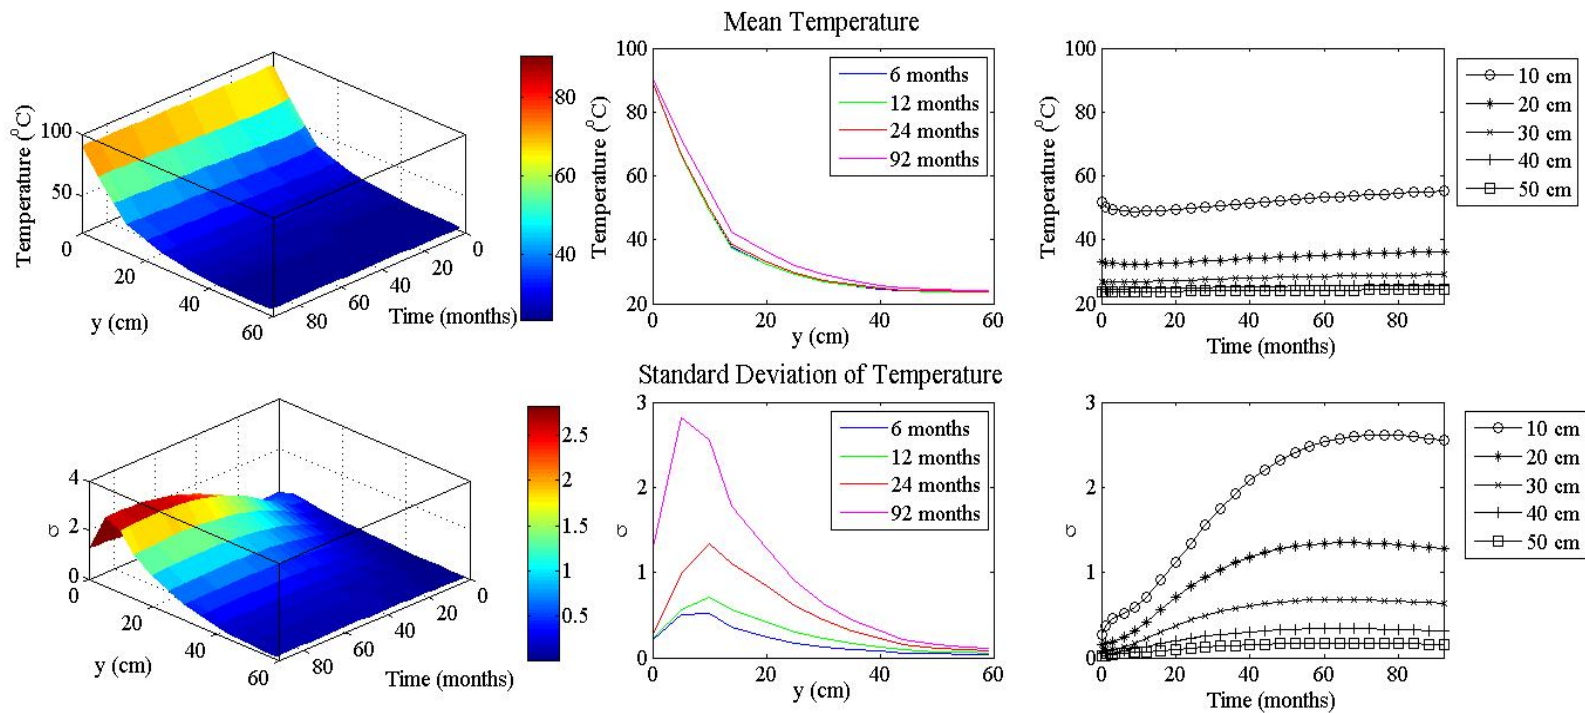 Mean Temperature
Temperature (⁰C)
100
50
0
0
20
40
60
y (cm)
80
60
40
20
0
Time (months)
80
60
40
Temperature (⁰C)
100
80
60
40
20
0
20
40
60
y (cm)
6 months
12 months
24 months
92 months
Temperature (⁰C)
100
80
60
40
20
0
20
40
60
80
Time (months)
10 cm
20 cm
30 cm
40 cm
50 cm
Standard Deviation of Temperature
σ
4
2
0
0
20
40
60
y (cm)
80
60
40
20
0
Time (months)
2.5
2
1.5
1
0.5
σ
3
2
1
0
0
20
40
60
y (cm)
6 months
12 months
24 months
92 months
σ
3
2
1
0
0
20
40
60
80
Time (months)
10 cm
20 cm
30 cm
40 cm
50 cm